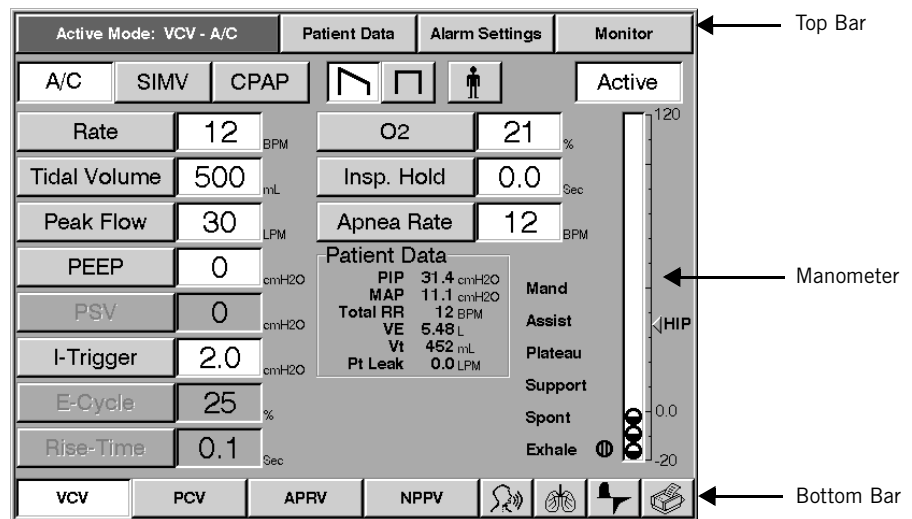 Active Mode: VCV - A/C Patient Data Alarm Settings Monitor Top Bar
A/C SIMV CPAP Active
Rate 12 BPM O2 21 % 120
Tidal Volume 500 mL Insp. Hold 0.0 Sec
Peak Flow 30 LPM Apnea Rate 12 BPM
PEEP 0 cmH2O Patient Data
PIP 31.4 cmH2O
MAP 11.1 cmH2O Mand Manometer
PSV 0 cmH2O Total RR 12 BPM
VE 5.48 L Assist HIP
I-Trigger 2.0 cmH2O Vt 452 mL Plateau
Pt Leak 0.0 LPM
Support
E-Cycle 25 % Spont 0.0
Rise-Time 0.1 Sec Exhale -20
VCV PCV APRV NPPV Bottom Bar